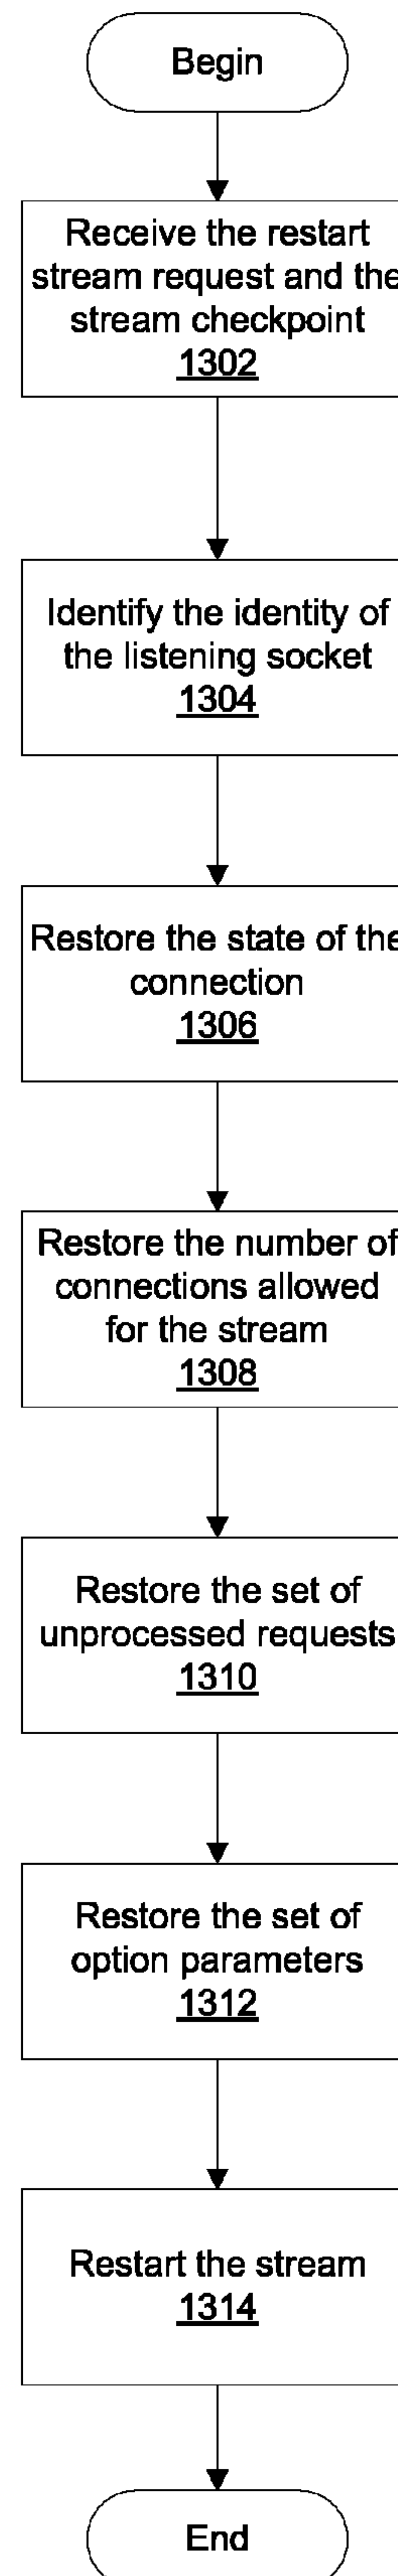 Begin
Receive the restart
stream request and the
stream checkpoint
1302
Identify the identity of
the listening socket
1304
Restore the state of the
connection
1306
Restore the number of
connections allowed
for the stream
1308
Restore the set of
unprocessed requests
1310
Restore the set of
option parameters
1312
Restart the stream
1314
End